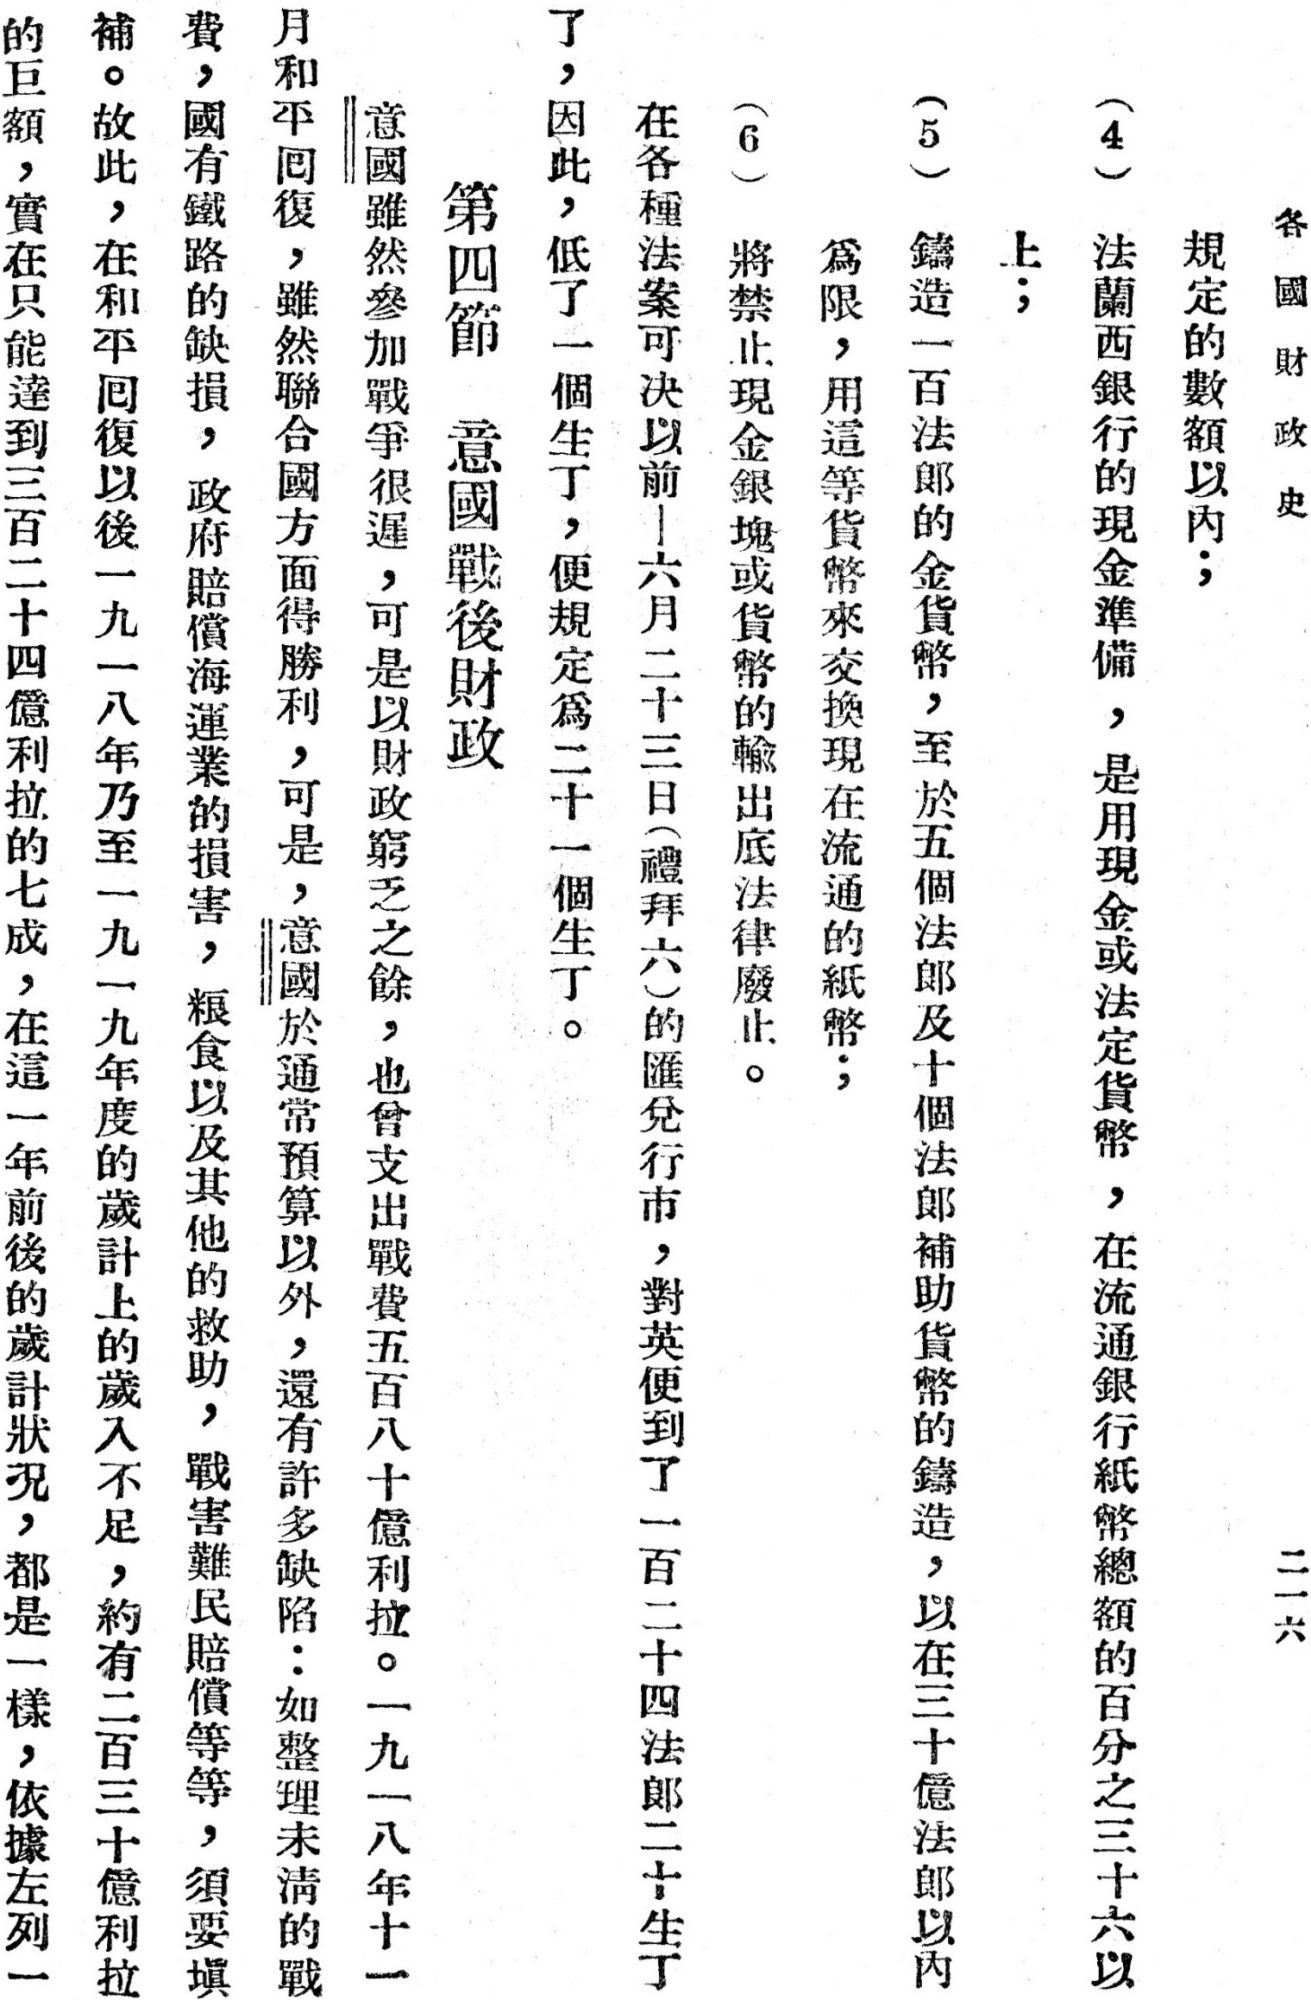 各國財政史
二一六
規定的數額以內；
（4） 法蘭西銀行的現金準備，是用現金或法定貨幣，在流通銀行紙幣總額的百分之三十六以
上；
（5） 鑄造一百法郎的金貨幣，至於五個法郎及十個法郎補助貨幣的鑄造，以在三十億法郎以內
爲限，用這等貨幣來交換現在流通的紙幣；
（6） 將禁止現金銀塊或貨幣的輸出底法律廢止。
在各種法案可決以前—六月二十三日（禮拜六）的匯兌行市，對英便到了一百二十四法郎二十生丁
了，因此，低了一個生丁，便規定爲二十一個生丁。
第四節 意國戰後財政
意國雖然參加戰爭很遲，可是以財政窮乏之餘，也曾支出戰費五百八十億利拉。一九一八年十一
月和平囘復，雖然聯合國方面得勝利，可是，意國於通常預算以外，還有許多缺陷：如整理未淸的戰
費，國有鐵路的缺損，政府賠償海運業的損害，粮食以及其他的救助，戰害難民賠償等等，須要塡
補。故此，在和平囘復以後一九一八年乃至一九一九年度的歲計上的歲入不足，約有二百三十億利拉
的巨額，實在只能達到三百二十四億利拉的七成，在這一年前後的歲計狀況，都是一樣，依據左列一